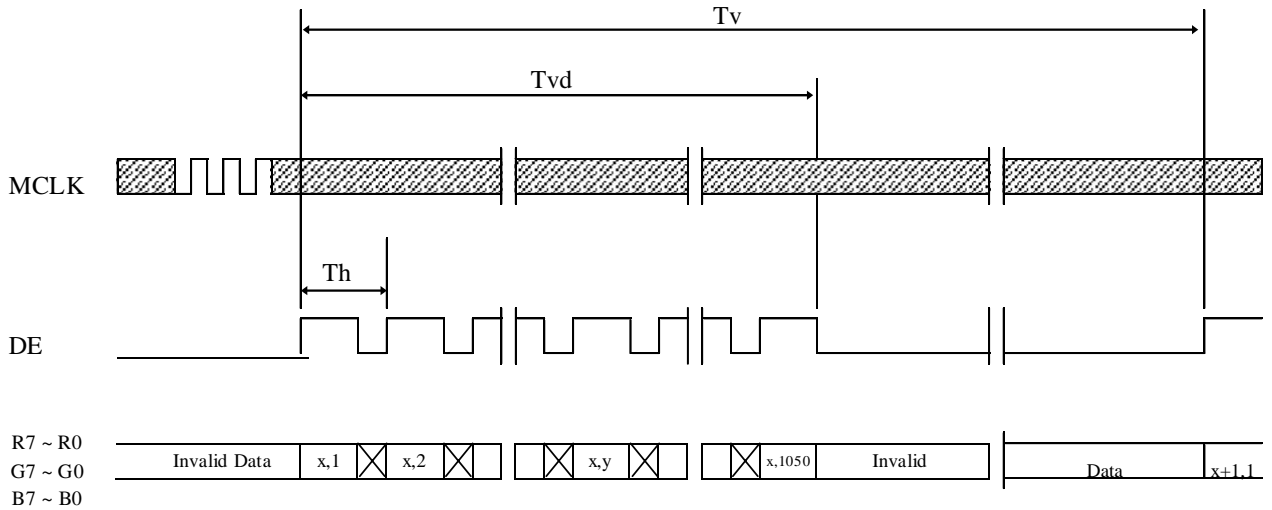 Tv
Tvd
MCLK
Th
DE
R7 ~ R0
G7 ~ G0
B7 ~ B0
Invalid Data x,1 x,2 x,y x,1050 Invalid Data x+1,1